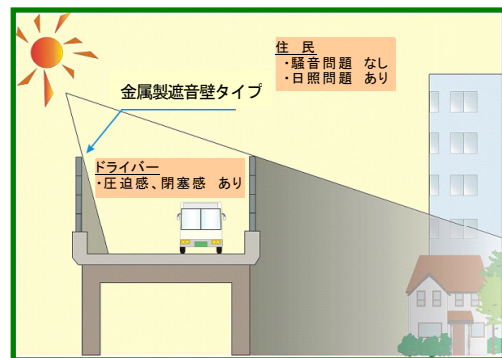 住 民
・騒音問題 なし
・日照問題 あり
金属製遮音壁タイプ
ドライバー
・圧迫感、閉塞感 あり